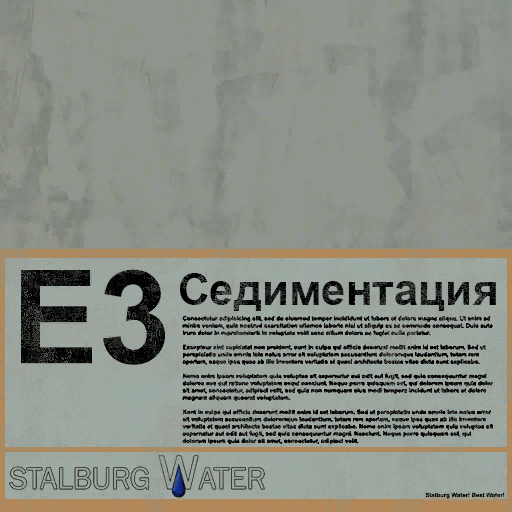 E3
Седиментация
Consectetur adipisicing elit, sed do eiusmod tempor incididunt ut labore et dolore magna aliqua. Ut enim ad
minim veniam, quis nostrud exercitation ullamco laboris nisi ut aliquip ex ea commodo consequat. Duis aute
irure dolor in reprehenderit in voluptate velit esse cillum dolore eu fugiat nulla pariatur.
Excepteur sint cupidatat non proident, sunt in culpa qui officia deserunt mollit anim id est laborum. Sed ut
perspiciatis unde omnis iste natus error sit voluptatem accusantium doloremque laudantium, totam rem
aperiam, eaque ipsa quae ab illo inventore veritatis et quasi architecto beatae vitae dicta sunt explicabo.
Nemo enim ipsam voluptatem quia voluptas sit aspernatur aut odit aut fugit, sed quia consequuntur magni
dolores eos qui ratione voluptatem sequi nesciunt. Neque porro quisquam est, qui dolorem ipsum quia dolor
sit amet, consectetur, adipisci velit, sed quia non numquam eius modi tempora incidunt ut labore et dolore
magnam aliquam quaerat voluptatem.
Kont in culpa qui officia deserunt mollit anim id est laborum. Sed ut perspiciatis unde omnis iste natus error
sit voluptatem accusantium doloremque laudantium, totam rem aperiam, eaque ipsa quae ab illo inventore
veritatis et quasi architecto beatae vitae dicta sunt explicabo. Nemo enim ipsam voluptatem quia voluptas sit
aspernatur aut odit aut fugit, sed quia consequuntur magni. Nesciunt. Neque porro quisquam est, qui
dolorem ipsum quia dolor sit amet, consectetur, adipisci velit.
STALBURG WATER
Stalburg Water! Best Water!